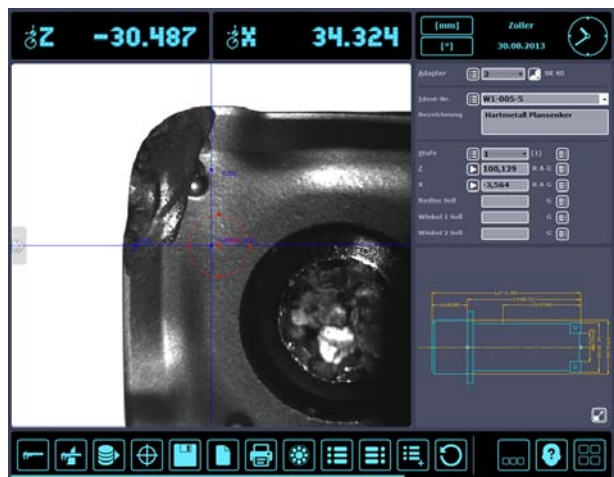 Z -30.487
X 34.324
[mm]
[°]
Zoller
30.08.2013
Adapter 3 SK 40
Ident-Nr. W1-005-5
Bezeichnung Hartmetall Plansenker
Stufe 1 [1]
Z 100,129 R A G
X -3,564 R A G
Radius Soll G
Winkel 1 Soll G
Winkel 2 Soll G